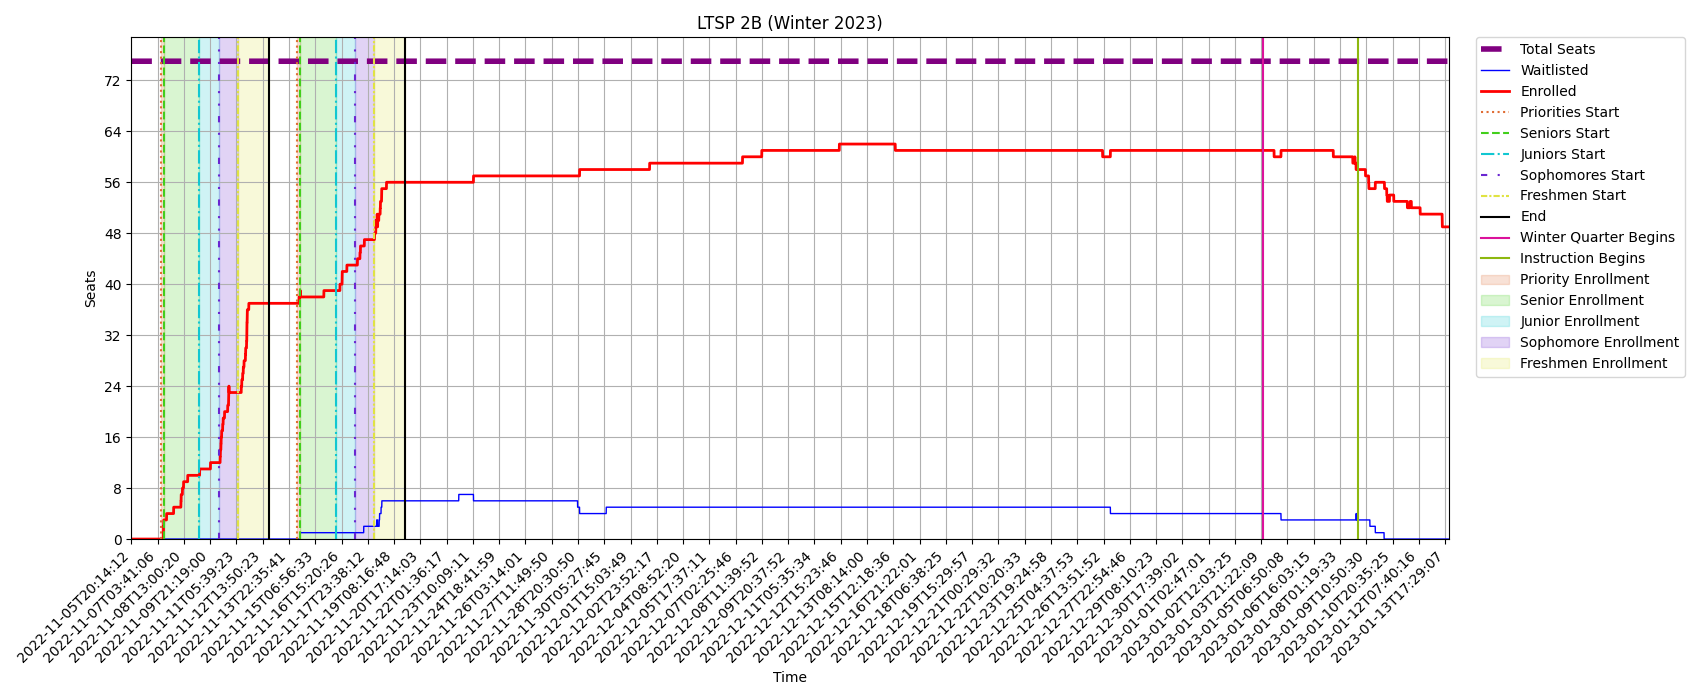 LTSP 2B (Winter 2023)
Seats
72
64
56
48
40
32
24
16
8
0
2022-11-05T20:14:12
2022-11-07T03:41:06
2022-11-08T13:00:20
2022-11-09T21:19:00
2022-11-11T05:39:23
2022-11-12T13:50:23
2022-11-13T22:35:41
2022-11-15T06:56:33
2022-11-16T15:20:26
2022-11-17T23:38:12
2022-11-19T08:16:48
2022-11-20T17:14:03
2022-11-22T01:36:17
2022-11-23T10:09:11
2022-11-24T18:41:59
2022-11-26T03:14:01
2022-11-27T11:49:50
2022-11-28T20:30:50
2022-11-30T05:27:45
2022-12-01T15:03:49
2022-12-02T23:52:17
2022-12-04T08:52:20
2022-12-05T17:37:11
2022-12-07T02:25:46
2022-12-08T11:39:52
2022-12-09T20:37:52
2022-12-11T05:35:34
2022-12-12T15:23:46
2022-12-14T03:14:00
2022-12-15T12:18:36
2022-12-16T21:22:01
2022-12-18T06:38:25
2022-12-19T15:29:57
2022-12-21T00:29:32
2022-12-22T10:20:33
2022-12-23T19:24:58
2022-12-25T04:37:53
2022-12-26T13:51:52
2022-12-27T22:54:46
2022-12-29T08:10:23
2022-12-30T17:39:02
2023-01-01T02:47:01
2023-01-02T12:03:25
2023-01-03T21:22:09
2023-01-05T06:50:08
2023-01-06T16:03:15
2023-01-08T01:19:33
2023-01-09T10:50:30
2023-01-10T20:35:25
2023-01-12T07:40:16
2023-01-13T17:29:07
Time
Total Seats
Waitlisted
Enrolled
Priorities Start
Seniors Start
Juniors Start
Sophomores Start
Freshmen Start
End
Winter Quarter Begins
Instruction Begins
Priority Enrollment
Senior Enrollment
Junior Enrollment
Sophomore Enrollment
Freshmen Enrollment